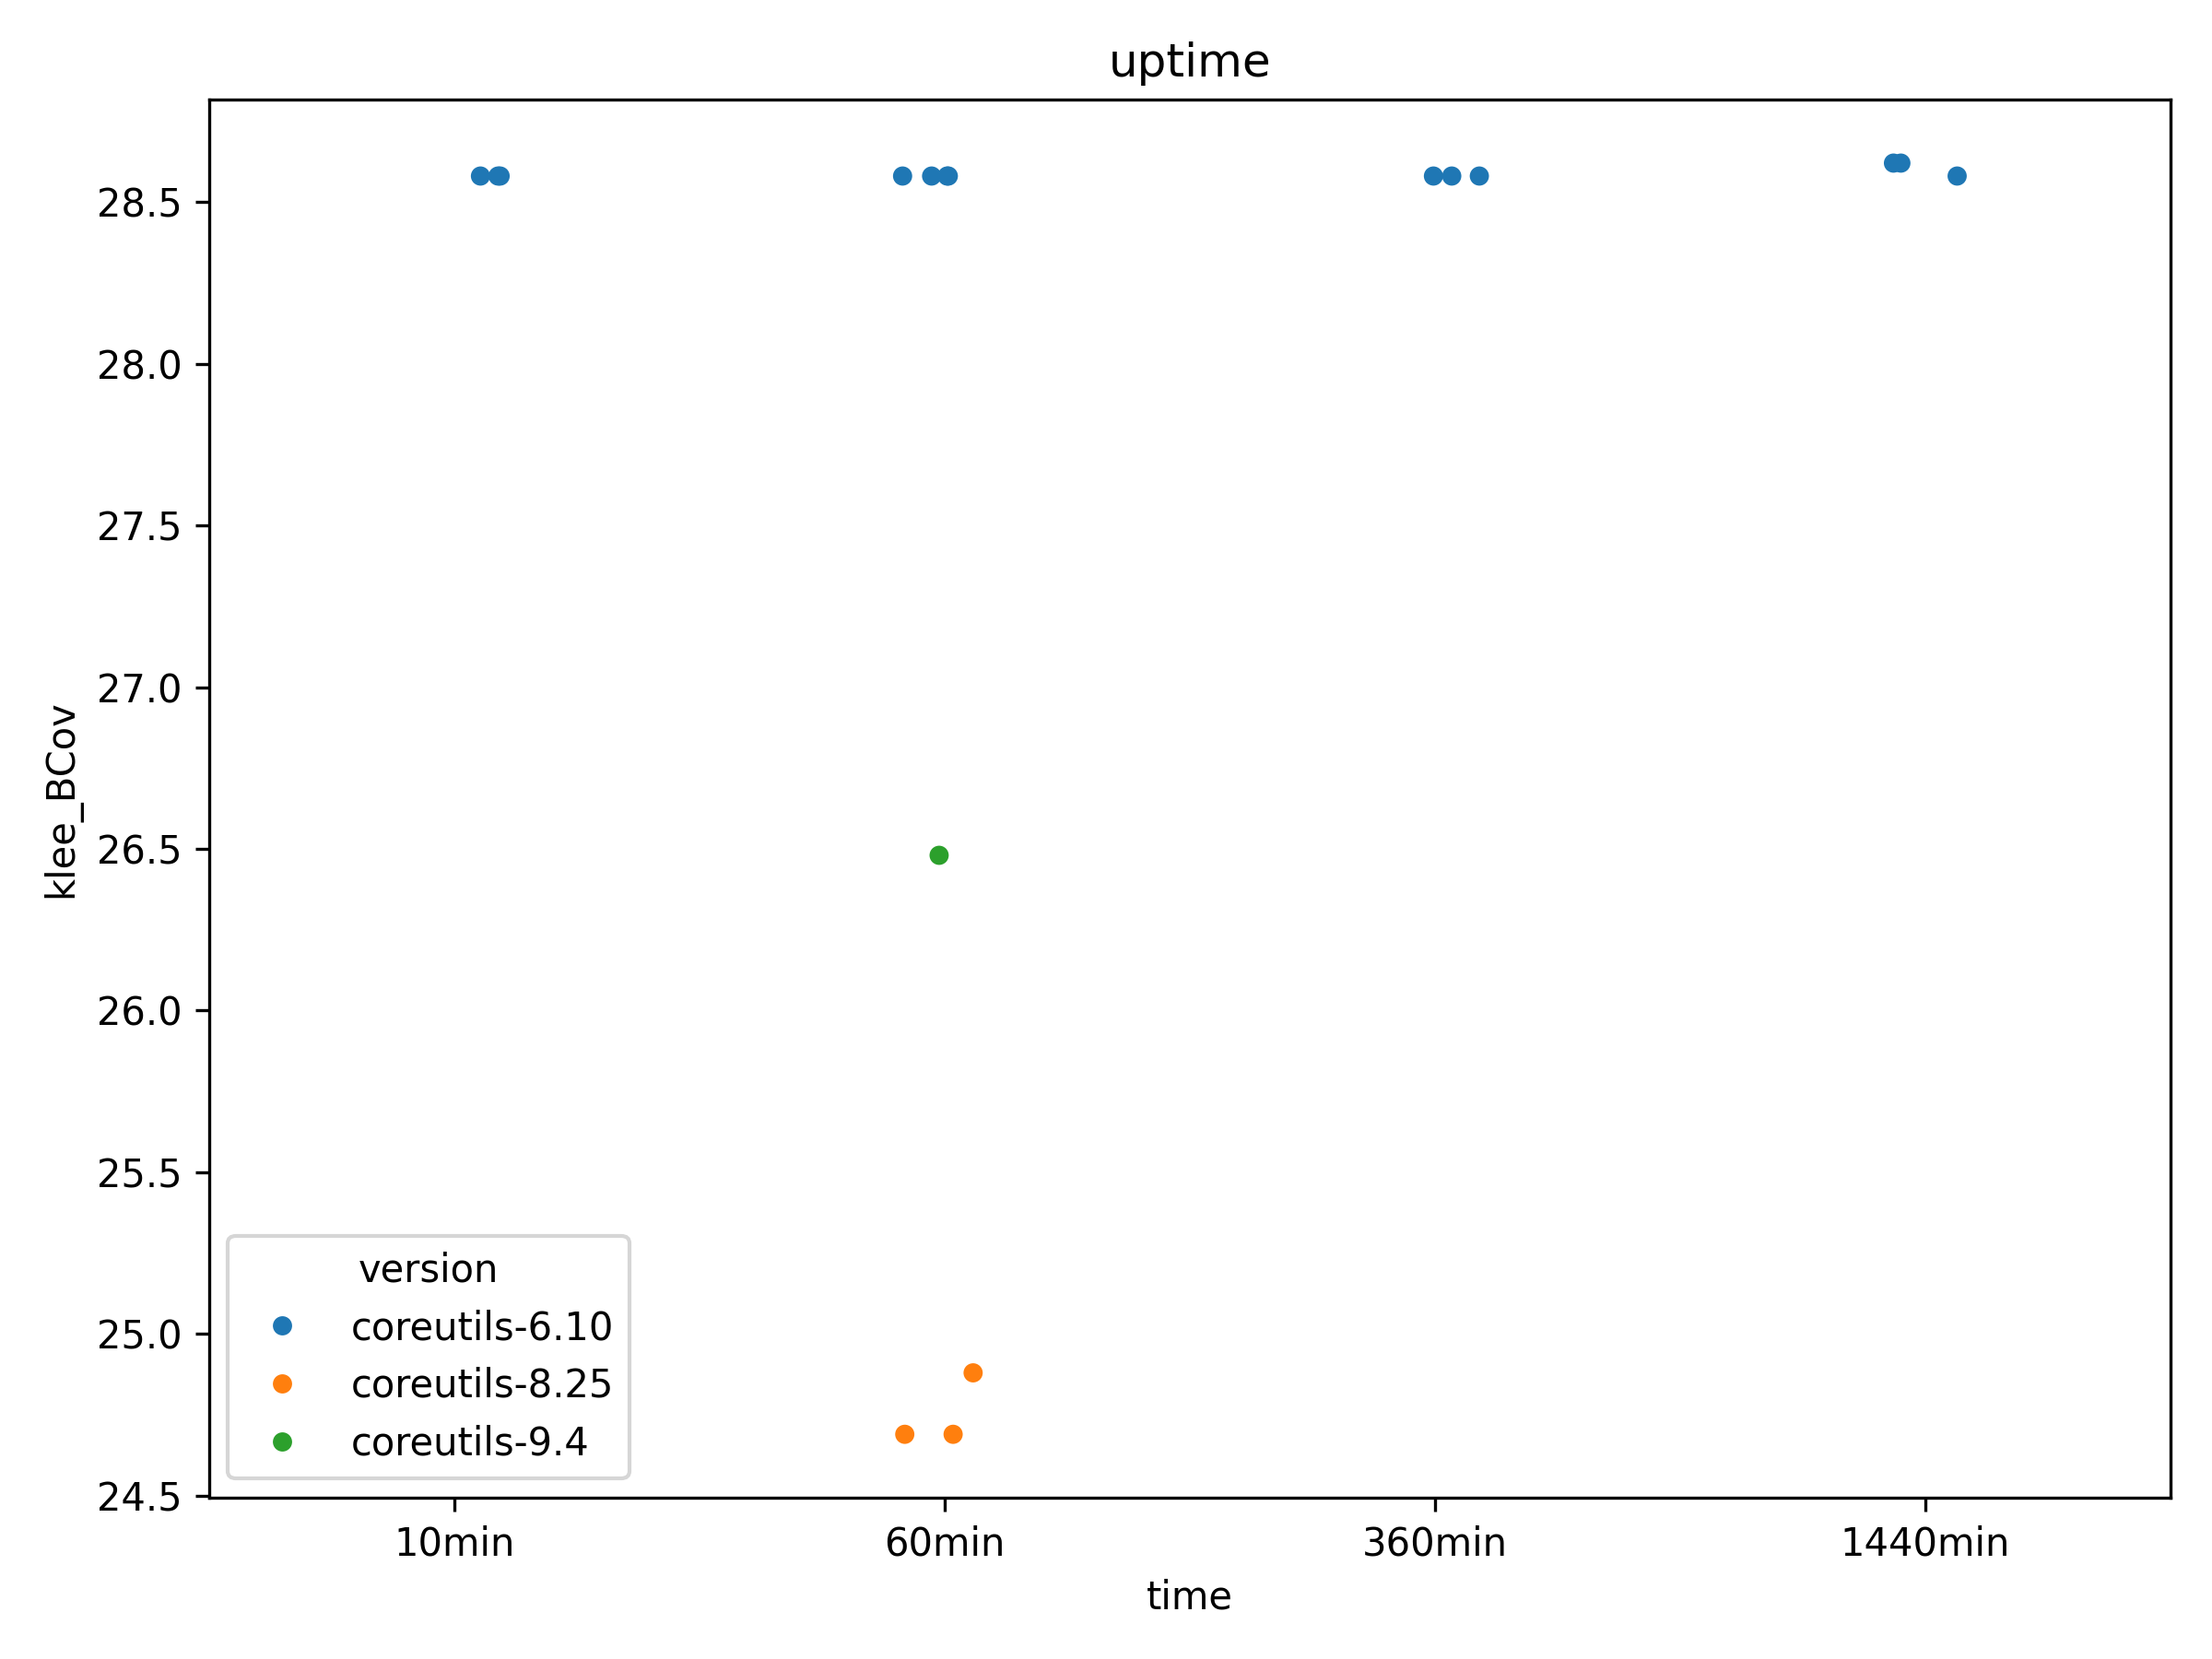 uptime
28.5
28.0
27.5
27.0
26.5
26.0
25.5
25.0
24.5
klee_BCov
version
coreutils-6.10
coreutils-8.25
coreutils-9.4
10min 60min 360min 1440min
time